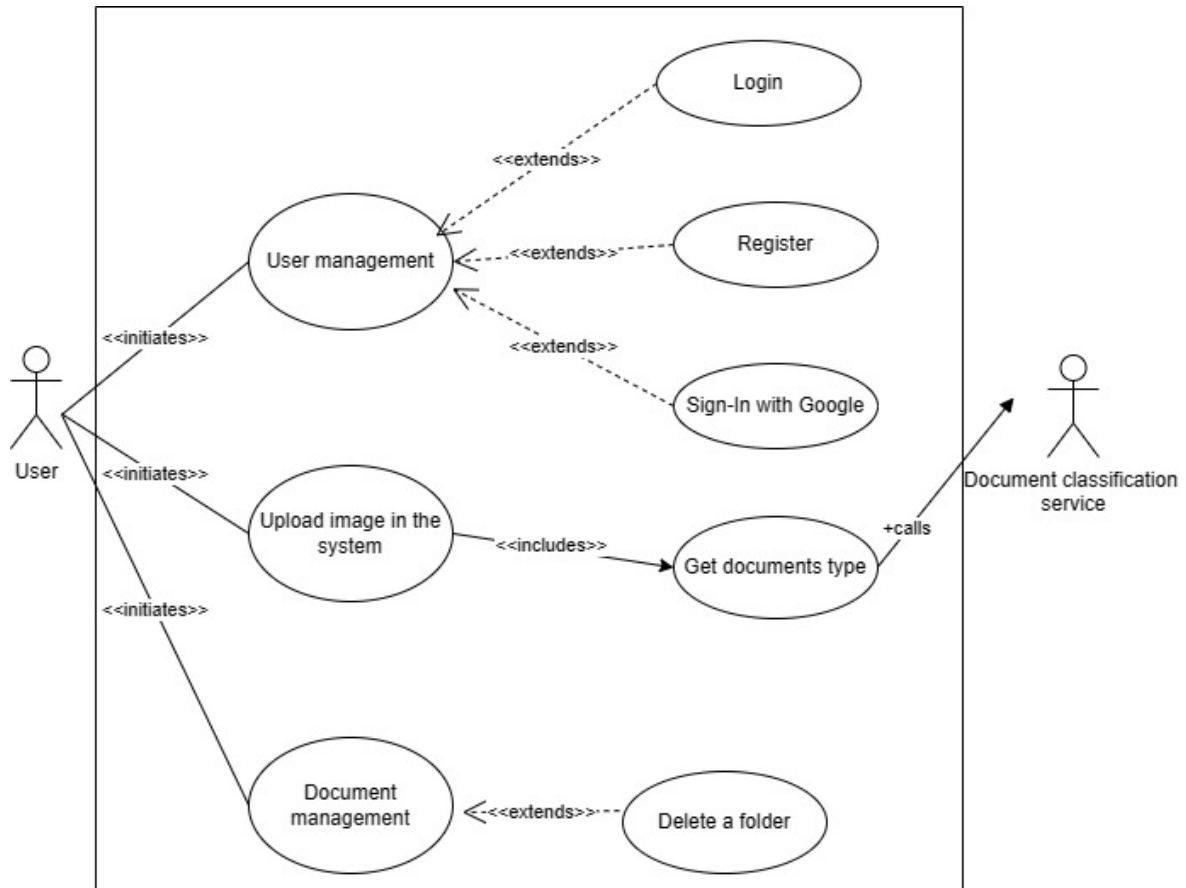 Login
<<extends>>
User management
<<extends>>
Register
<<initiates>>
<<extends>>
Sign-In with Google
User
<<initiates>>
Document classification
service
Upload image in the
system
<<includes>>
Get documents type
+calls
<<initiates>>
Document
management
<<extends>>
Delete a folder